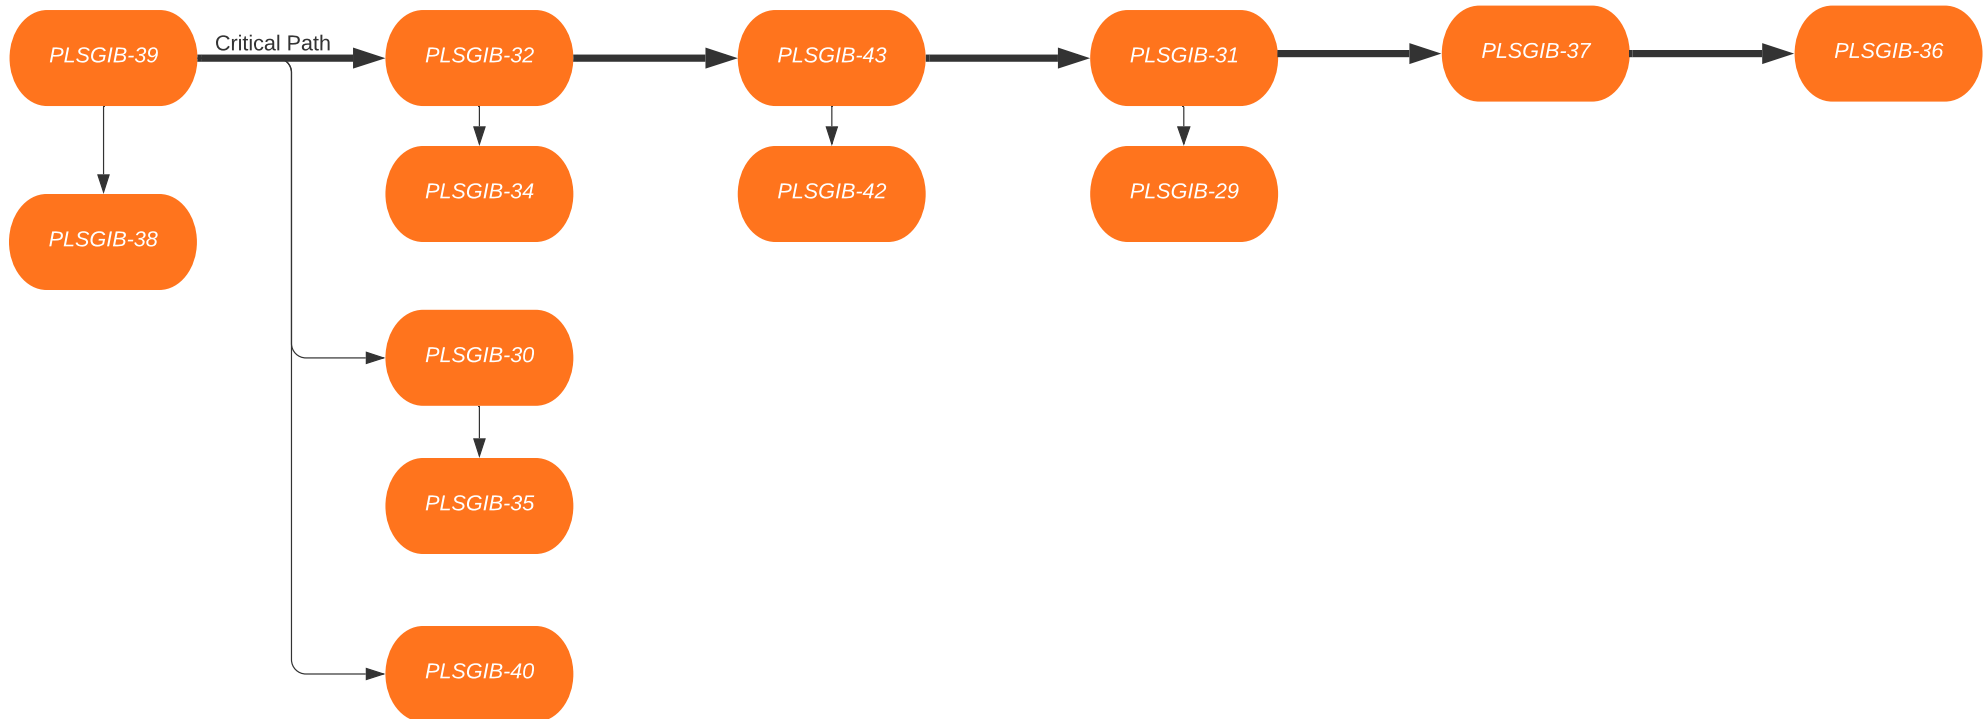 Critical Path
PLSGIB-39
PLSGIB-32
PLSGIB-43
PLSGIB-31
PLSGIB-37
PLSGIB-36
PLSGIB-34
PLSGIB-42
PLSGIB-29
PLSGIB-38
PLSGIB-30
PLSGIB-35
PLSGIB-40